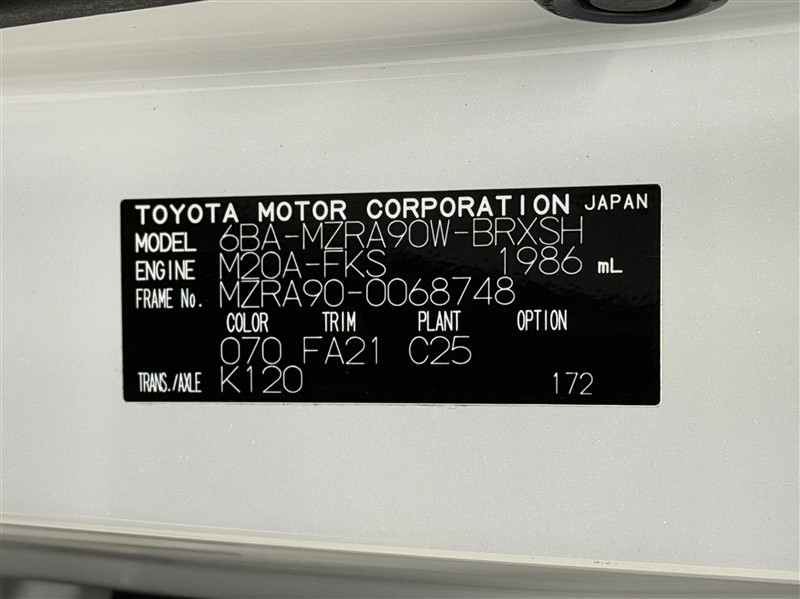 TOYOTA MOTOR CORPORATION JAPAN
MODEL 6BA-MZRA90W-BRXSH
ENGINE M20A-FKS 1986 mL
FRAME No. MZRA90-0068748
COLOR TRIM PLANT OPTION
070 FA21 C25
TRANS./AXLE K120 172